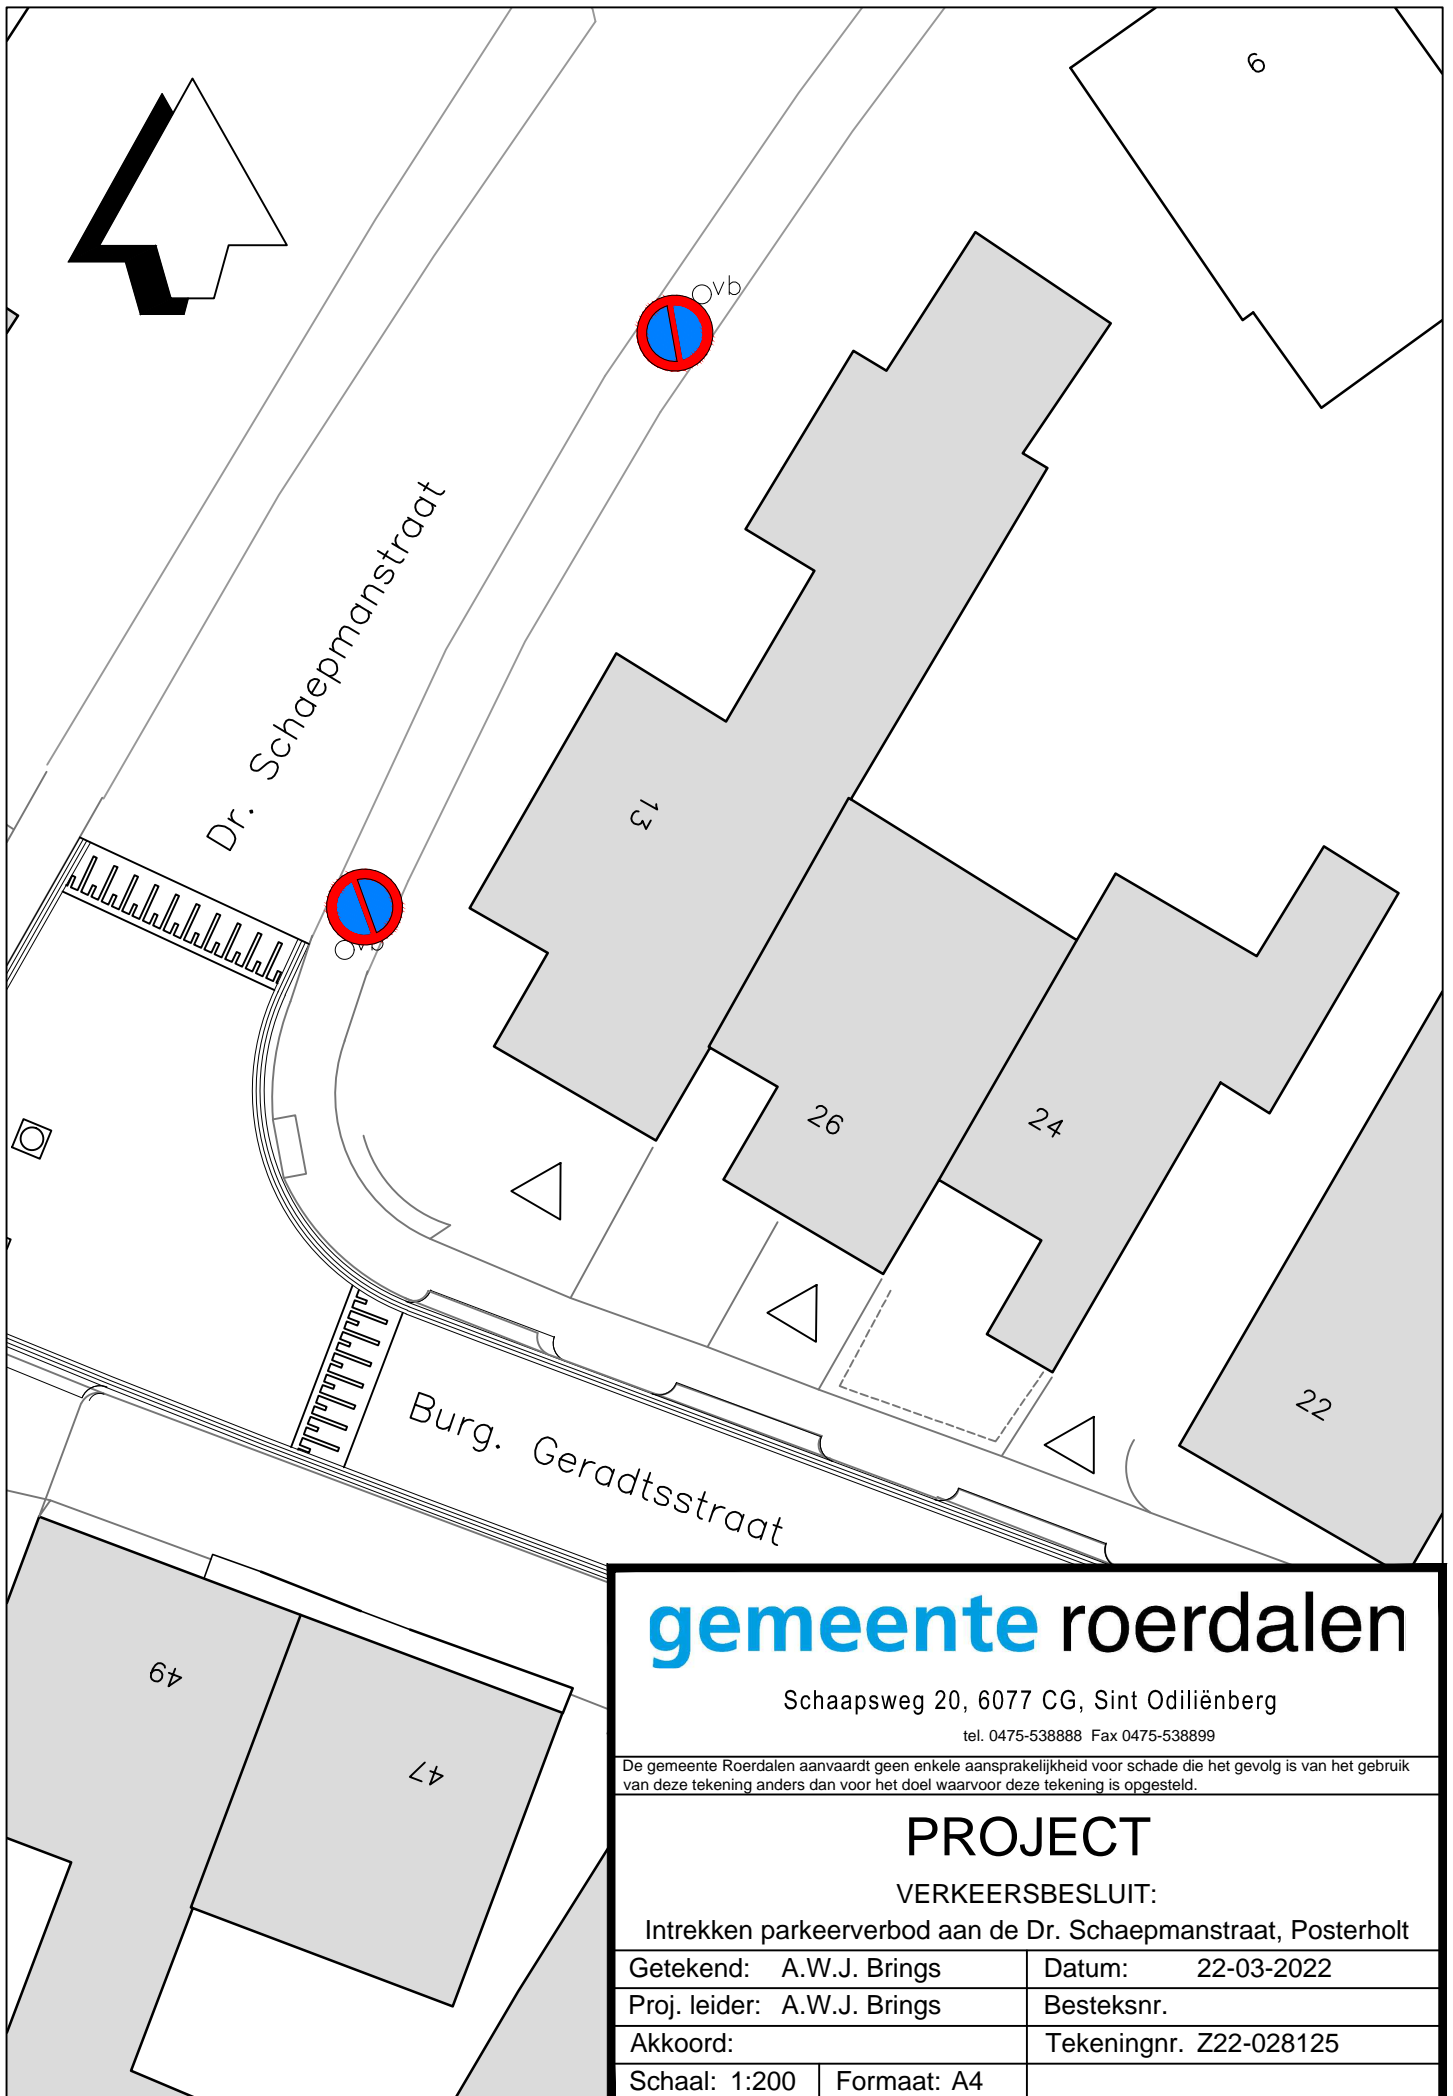 6
vb
Dr. Schaepmanstraat
13
vb
26
24
22
Burg. Geradtsstraat
49
47
gemeente roerdalen
Schaapsweg 20, 6077 CG, Sint Odiliënberg
tel. 0475-538888 Fax 0475-538899
De gemeente Roerdalen aanvaardt geen enkele aansprakelijkheid voor schade die het gevolg is van het gebruik
van deze tekening anders dan voor het doel waarvoor deze tekening is opgesteld.
PROJECT
VERKEERSBESLUIT:
Intrekken parkeerverbod aan de Dr. Schaepmanstraat, Posterholt
Getekend: A.W.J. Brings Datum: 22-03-2022
Proj. leider: A.W.J. Brings Besteksnr.
Akkoord: Tekeningnr. Z22-028125
Schaal: 1:200 Formaat: A4